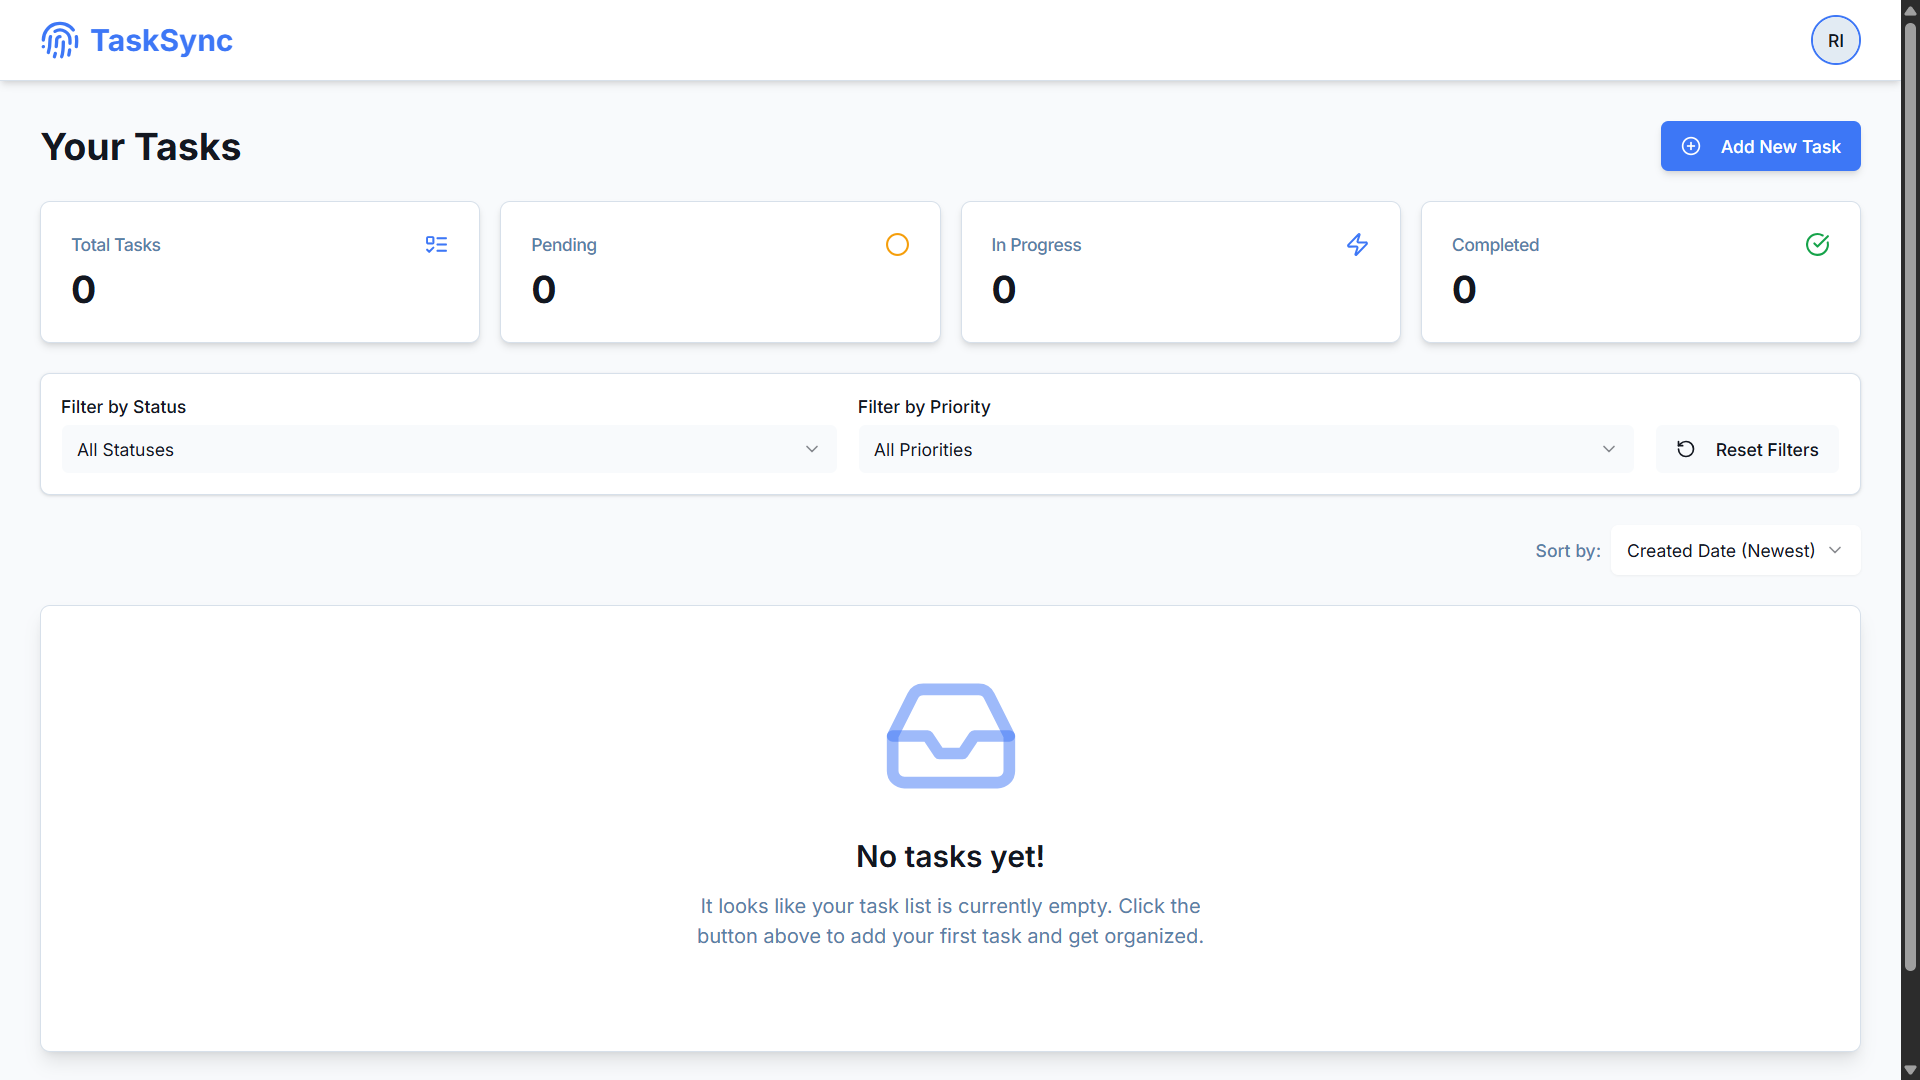 TaskSync
RI
Your Tasks
Add New Task
Total Tasks
0
Pending
0
In Progress
0
Completed
0
Filter by Status
All Statuses
Filter by Priority
All Priorities
Reset Filters
Sort by:
Created Date (Newest)
No tasks yet!
It looks like your task list is currently empty. Click the
button above to add your first task and get organized.